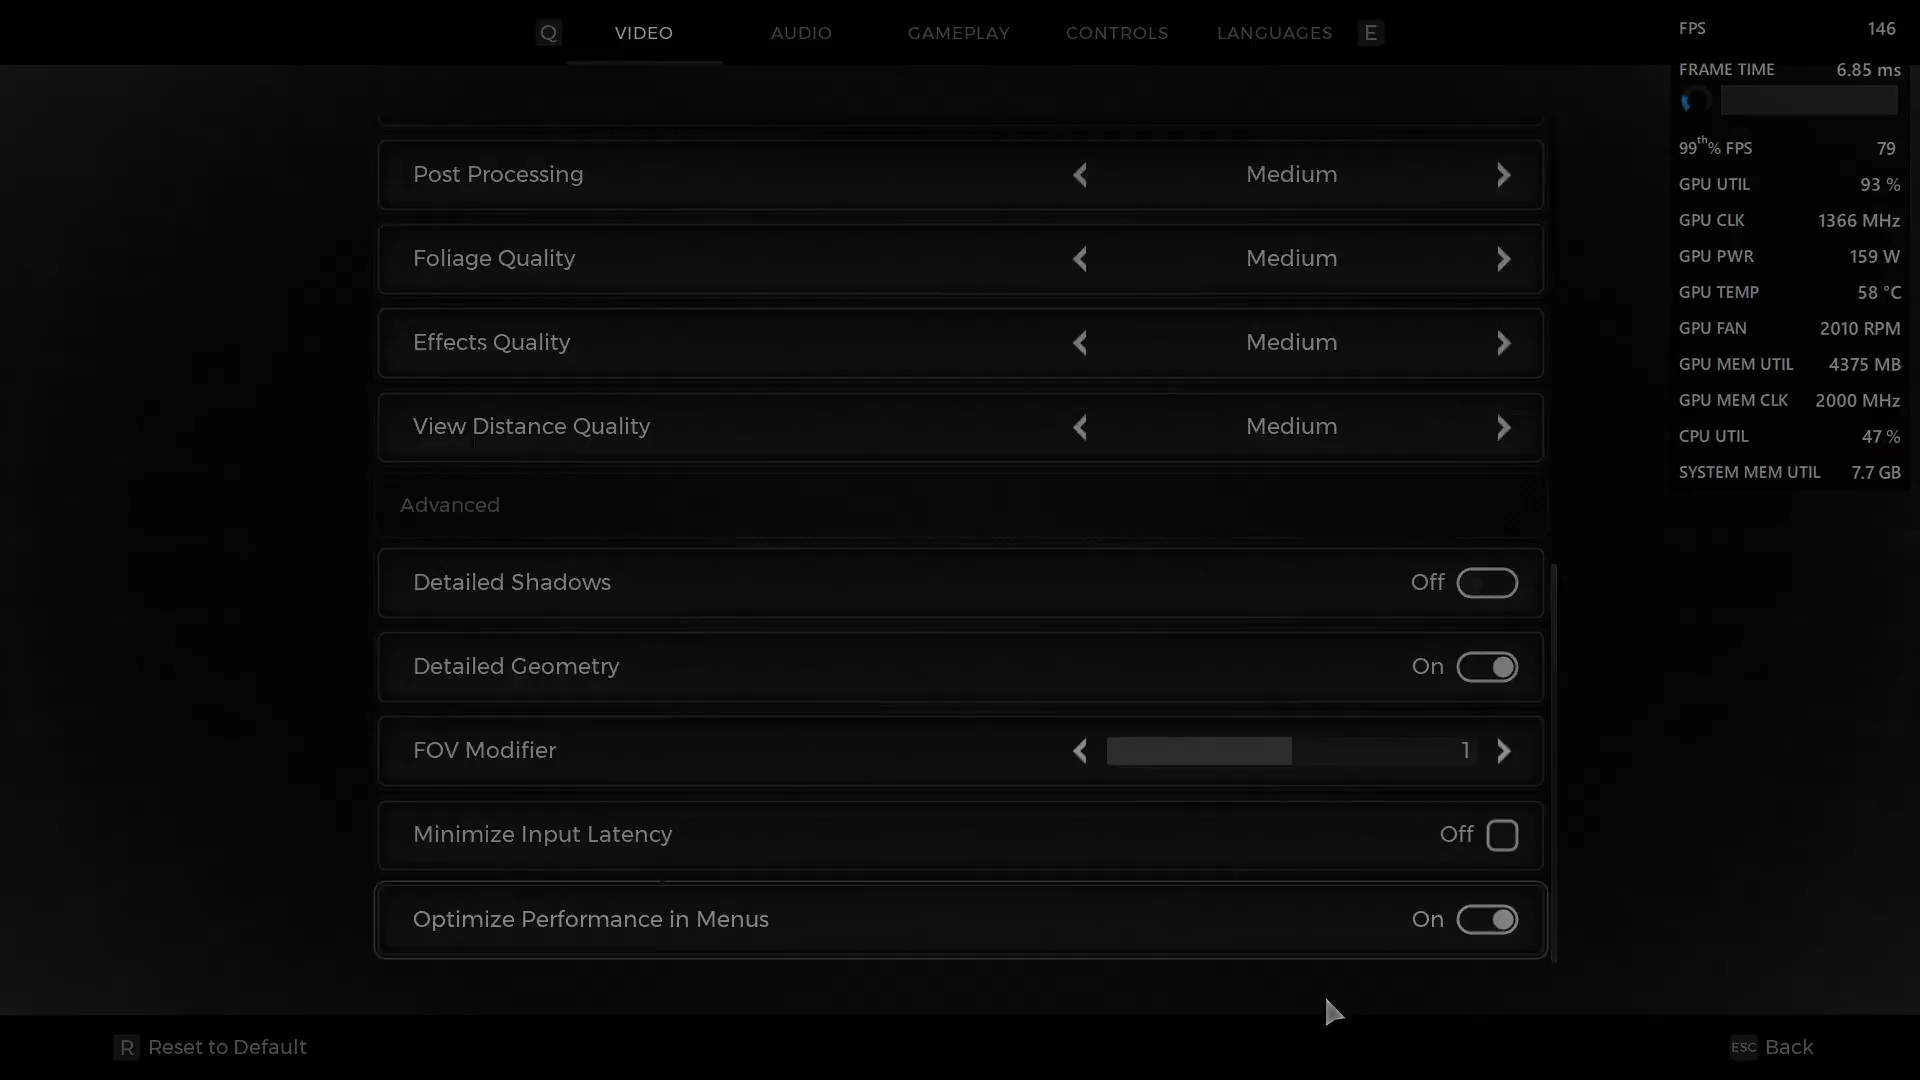 Q VIDEO AUDIO GAMEPLAY CONTROLS LANGUAGES E
FPS 146
FRAME TIME 6.85 ms
99th% FPS 79
GPU UTIL 93 %
GPU CLK 1366 MHz
GPU PWR 159 W
GPU TEMP 58 °C
GPU FAN 2010 RPM
GPU MEM UTIL 4375 MB
GPU MEM CLK 2000 MHz
CPU UTIL 47 %
SYSTEM MEM UTIL 7.7 GB
Post Processing Medium
Foliage Quality Medium
Effects Quality Medium
View Distance Quality Medium
Advanced
Detailed Shadows Off
Detailed Geometry On
FOV Modifier 1
Minimize Input Latency Off
Optimize Performance in Menus On
R Reset to Default
ESC Back